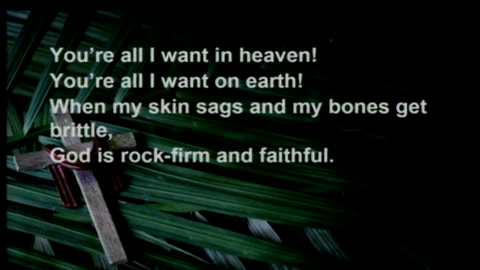 You're all I want in heaven!
You're all I want on earth!
When my skin sags and my bones get
brittle,
God is rock-firm and faithful.